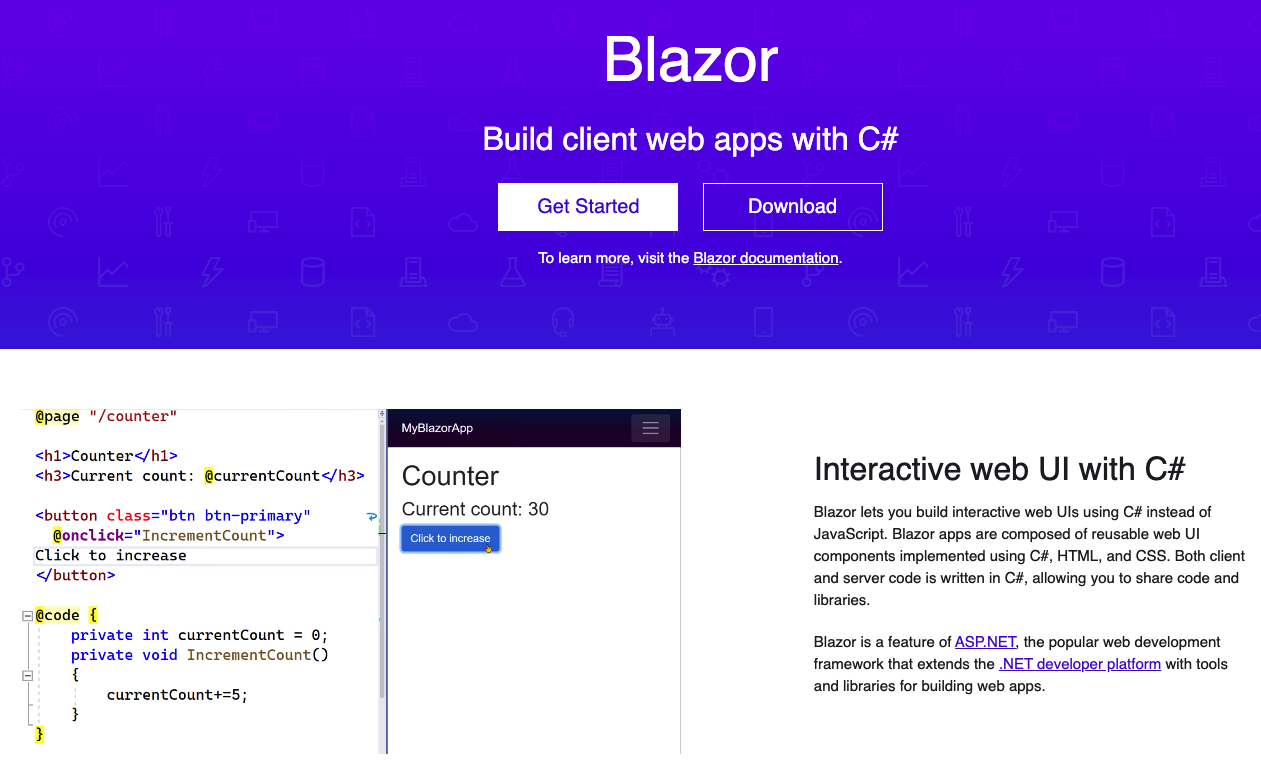 Blazor
Build client web apps with C#
Get Started
Download
To learn more, visit the Blazor documentation.
@page "/counter"
<h1>Counter</h1>
<h3>Current count: @currentCount</h3>
<button class="btn btn-primary"
@onclick="IncrementCount">
Click to increase
</button>
@code {
private int currentCount = 0;
private void IncrementCount()
{
currentCount+=5;
}
}
MyBlazorApp
Counter
Current count: 30
Click to increase
Interactive web UI with C#
Blazor lets you build interactive web UIs using C# instead of
JavaScript. Blazor apps are composed of reusable web UI
components implemented using C#, HTML, and CSS. Both client
and server code is written in C#, allowing you to share code and
libraries.
Blazor is a feature of ASP.NET, the popular web development
framework that extends the .NET developer platform with tools
and libraries for building web apps.